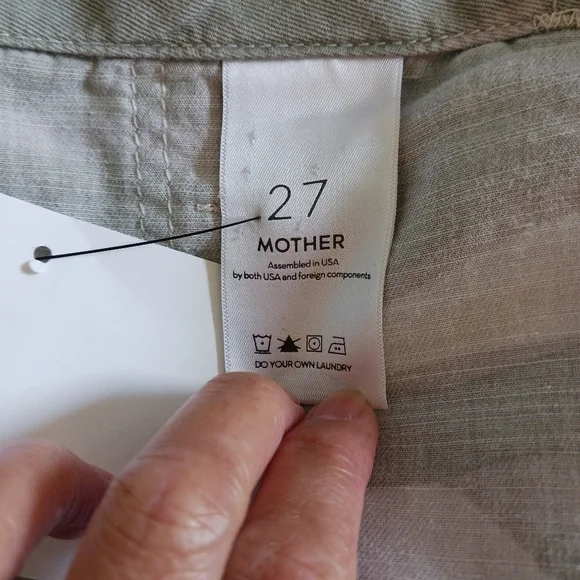 27
MOTHER
Assembled in USA
by both USA and foreign components
DO YOUR OWN LAUNDRY